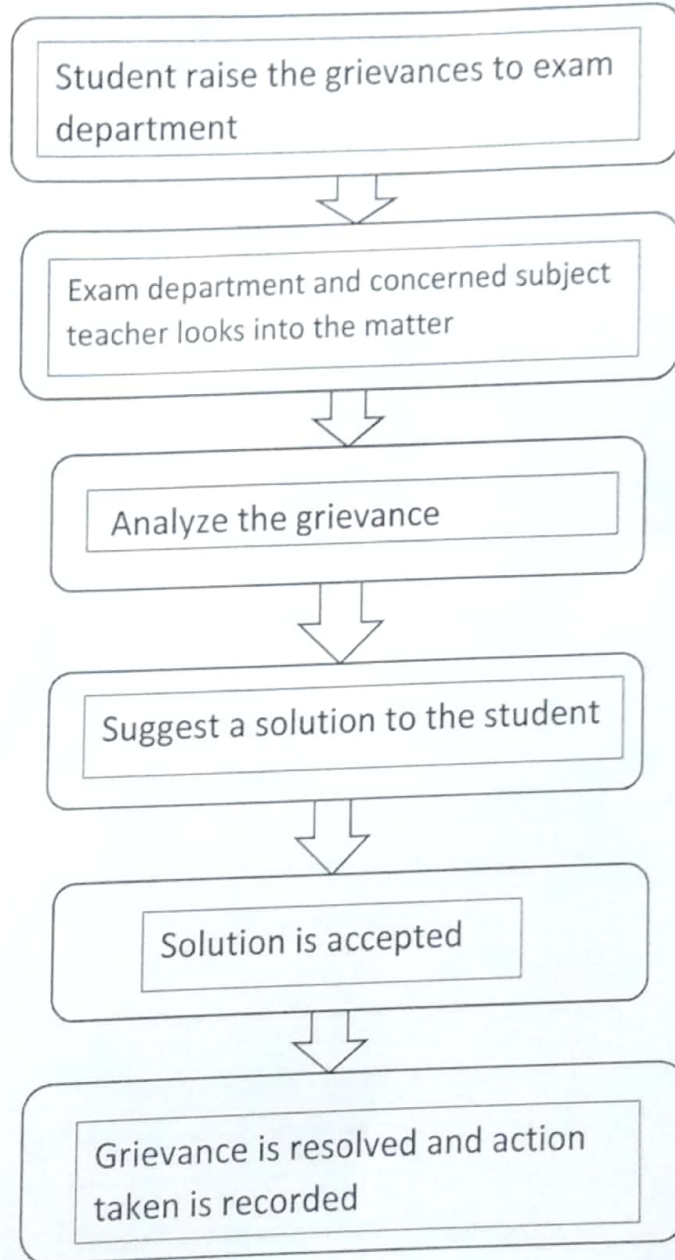 Student raise the grievances to exam
department
Exam department and concerned subject
teacher looks into the matter
Analyze the grievance
Suggest a solution to the student
Solution is accepted
Grievance is resolved and action
taken is recorded